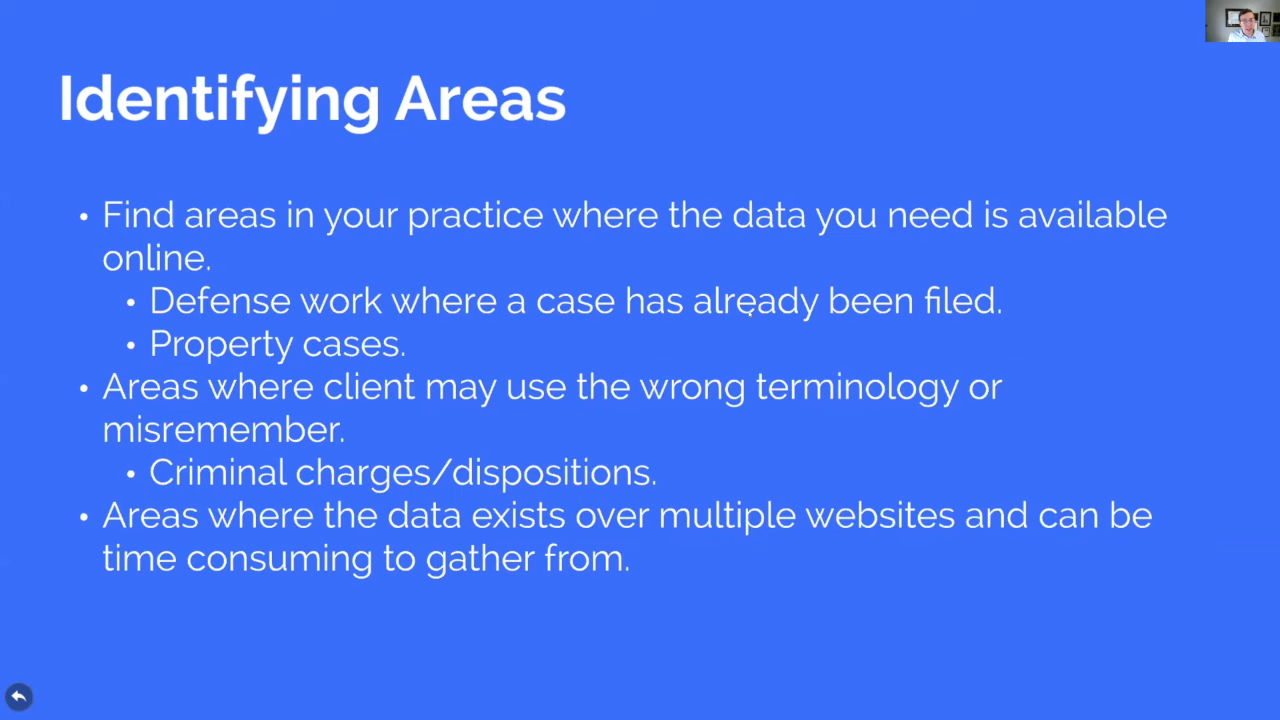 Identifying Areas
• Find areas in your practice where the data you need is available
online.
• Defense work where a case has already been filed.
• Property cases.
• Areas where client may use the wrong terminology or
misremember.
• Criminal charges/dispositions.
• Areas where the data exists over multiple websites and can be
time consuming to gather from.